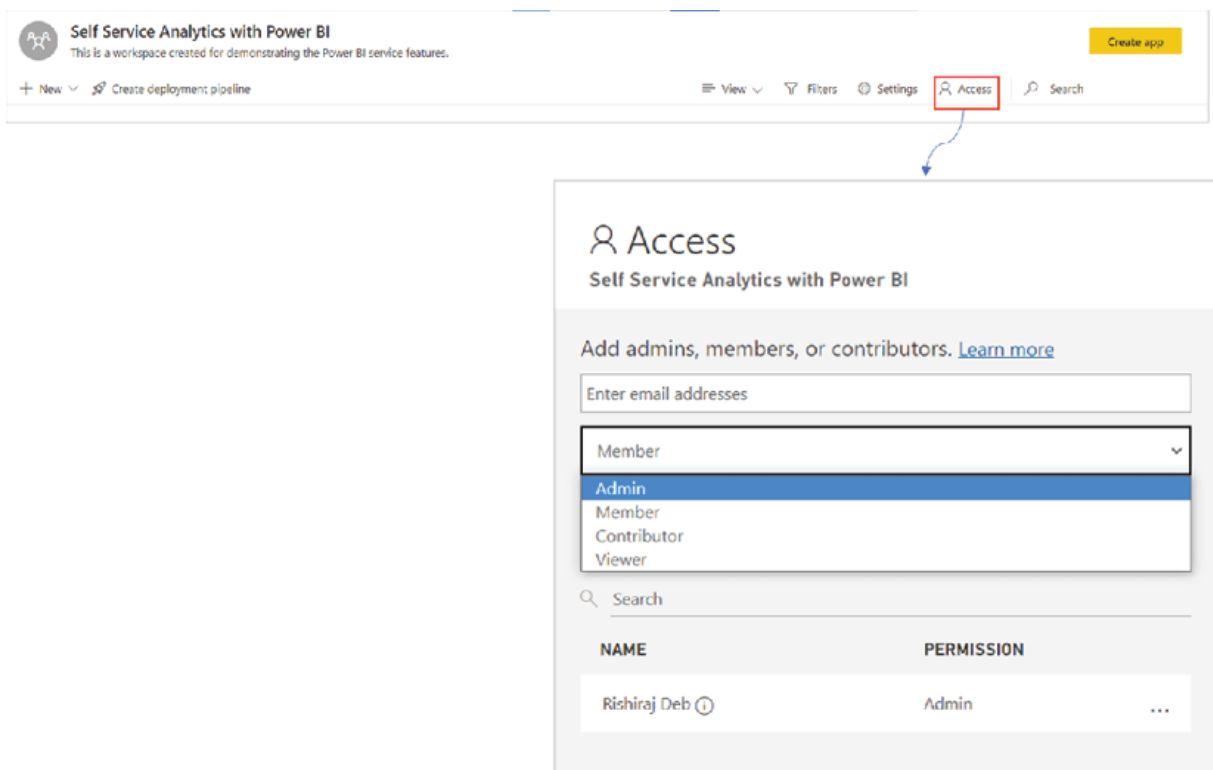 Self Service Analytics with Power BI
This is a workspace created for demonstrating the Power BI service features.
Create app
New
Create deployment pipeline
View
Filters
Settings
Access
Search
Access
Self Service Analytics with Power BI
Add admins, members, or contributors. Learn more
Enter email addresses
Member
Admin
Member
Contributor
Viewer
Search
NAME PERMISSION
Rishiraj Deb Admin ...